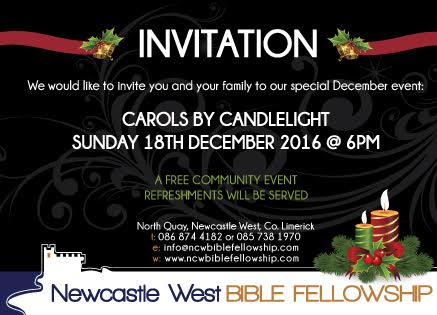 INVITATION
We would like to invite you and your family to our special December event:
CAROLS BY CANDLELIGHT
SUNDAY 18TH DECEMBER 2016 @ 6PM
A FREE COMMUNITY EVENT
REFRESHMENTS WILL BE SERVED
North Quay, Newcastle West, Co. Limerick
t: 086 874 4182 or 085 738 1970
e: info@ncwbiblefellowship.com
w: www.ncwbiblefellowship.com
Newcastle West BIBLE FELLOWSHIP